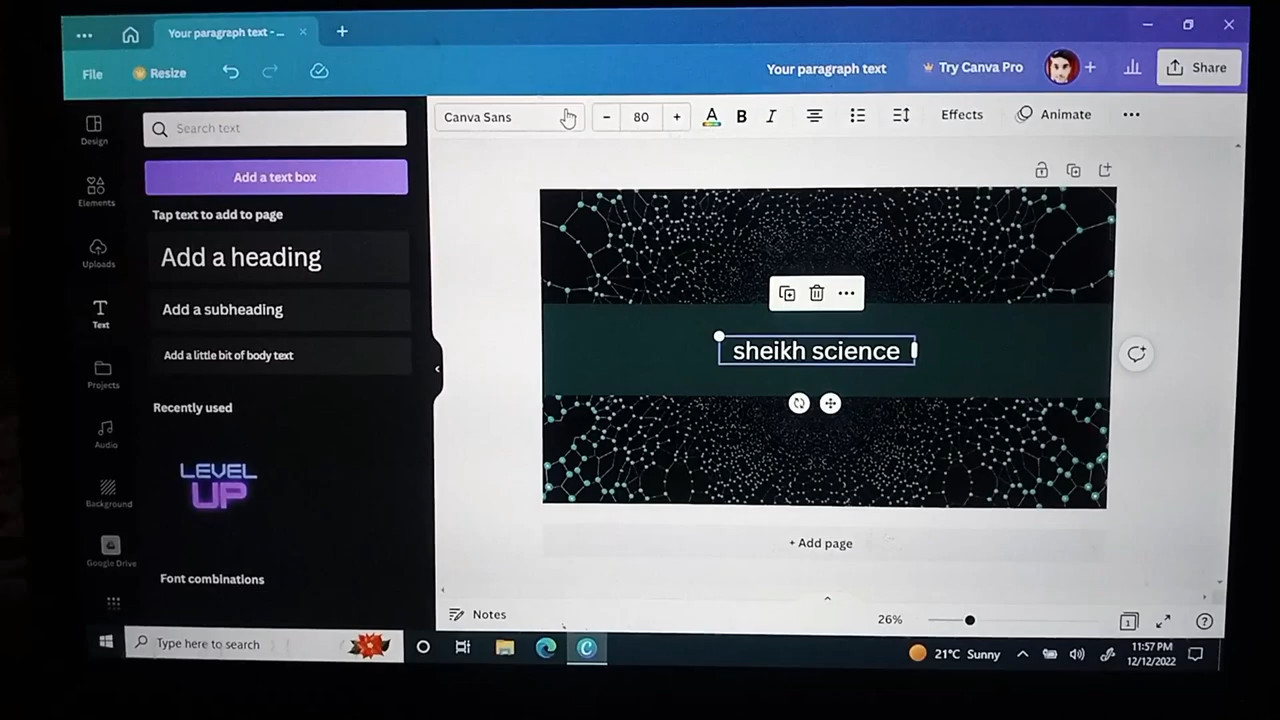 Your paragraph text - ...
File
Resize
Your paragraph text
Try Canva Pro
Share
Design
Elements
Uploads
Text
Projects
Audio
Background
Google Drive
Search text
Add a text box
Tap text to add to page
Add a heading
Add a subheading
Add a little bit of body text
Recently used
LEVEL
UP
Font combinations
Canva Sans
80
A
B
I
Effects
Animate
sheikh science
+ Add page
Notes
26%
1
?
Type here to search
C
21°C Sunny
11:57 PM
12/12/2022